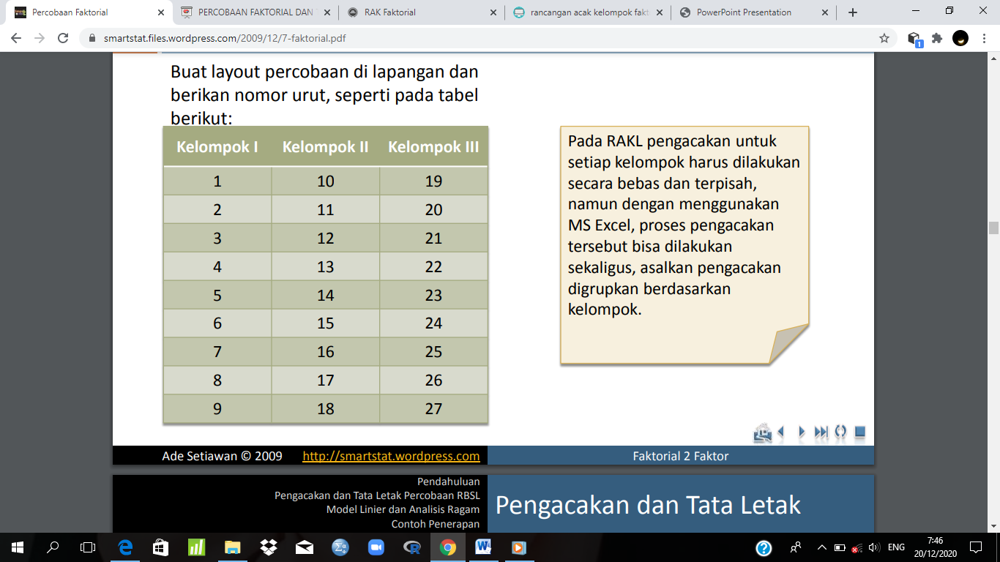 Percobaan Faktorial
PERCOBAAN FAKTORIAL DAN
RAK Faktorial
rancangan acak kelompok fakt
PowerPoint Presentation
smartstat.files.wordpress.com/2009/12/7-faktorial.pdf
1
Buat layout percobaan di lapangan dan
berikan nomor urut, seperti pada tabel
berikut:
Kelompok I Kelompok II Kelompok III
1 10 19
2 11 20
3 12 21
4 13 22
5 14 23
6 15 24
7 16 25
8 17 26
9 18 27
Pada RAKL pengacakan untuk
setiap kelompok harus dilakukan
secara bebas dan terpisah,
namun dengan menggunakan
MS Excel, proses pengacakan
tersebut bisa dilakukan
sekaligus, asalkan pengacakan
digrupkan berdasarkan
kelompok.
Ade Setiawan © 2009 http://smartstat.wordpress.com Faktorial 2 Faktor
Pendahuluan
Pengacakan dan Tata Letak Percobaan RBSL
Model Linier dan Analisis Ragam
Contoh Penerapan
Pengacakan dan Tata Letak
ENG
7:46
20/12/2020